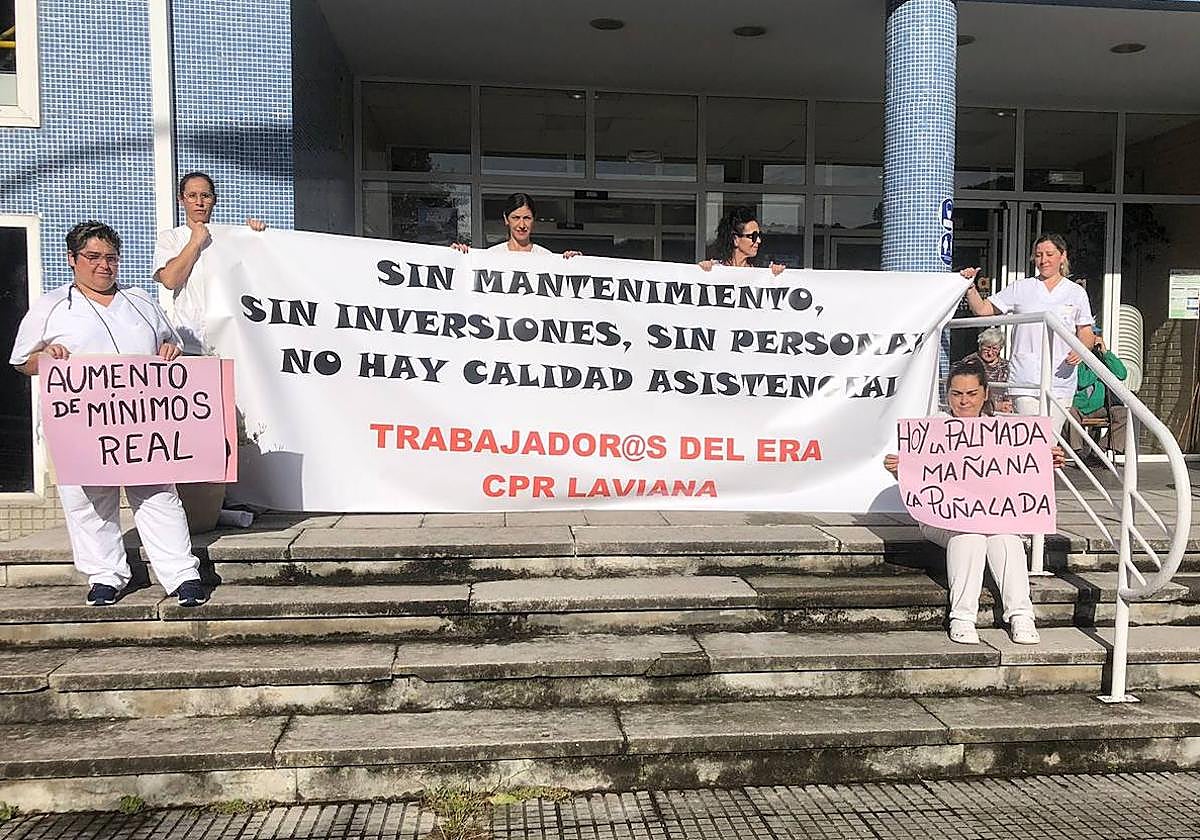 SIN MANTENIMIENTO,
SIN INVERSIONES, SIN PERSONAL
NO HAY CALIDAD ASISTENCIAL
TRABAJADOR@S DEL ERA
CPR LAVIANA
AUMENTO
DE MÍNIMOS
REAL
HOY LA PALMADA
MAÑANA
LA PUÑALADA